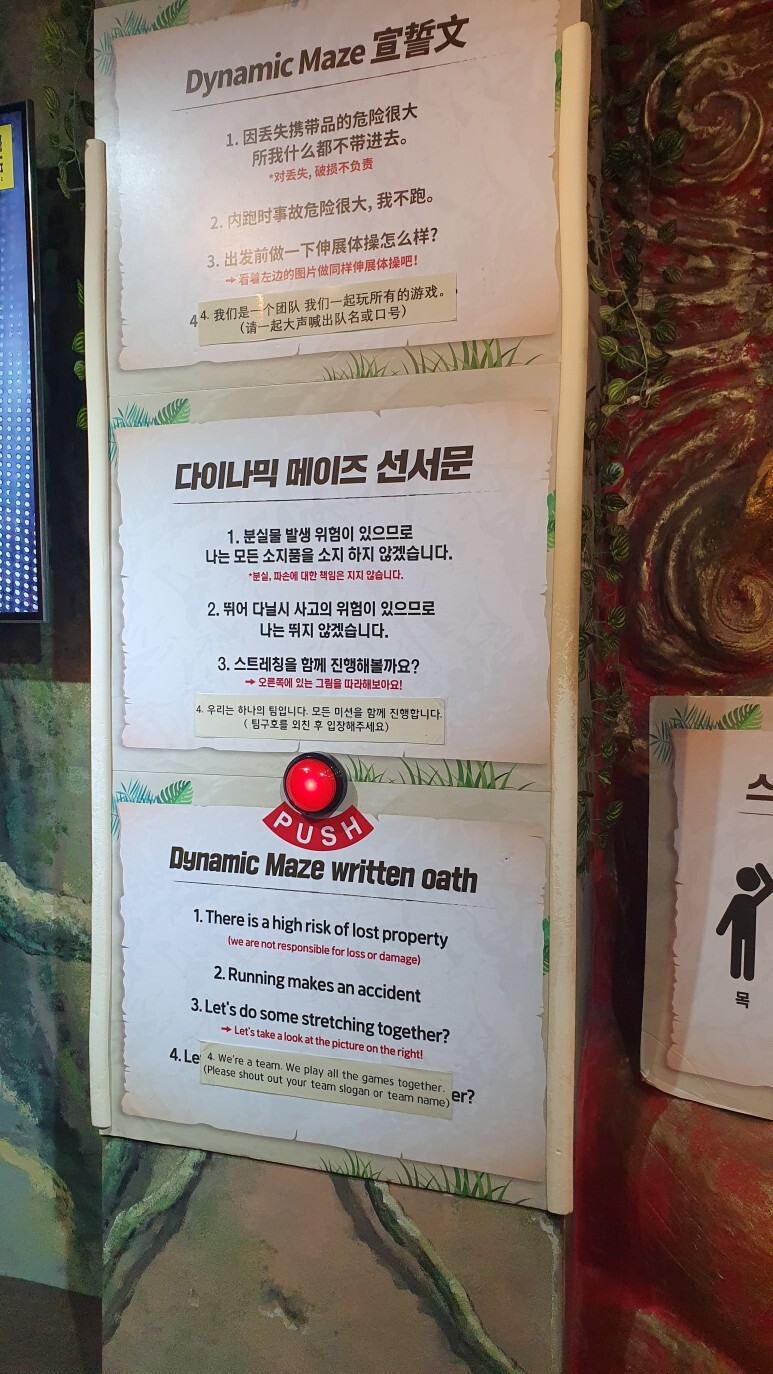 Dynamic Maze 宣誓文
1. 因丢失携带品的危险很大
所我什么都不带进去。
*对丢失, 破损不负责
2. 内跑时事故危险很大, 我不跑。
3. 出发前做一下伸展体操怎么样?
→ 看着左边的图片做同样伸展体操吧!
4
4. 我们是一个团队 我们一起玩所有的游戏。
(请一起大声喊出队名或口号)
다이나믹 메이즈 선서문
1. 분실물 발생 위험이 있으므로
나는 모든 소지품을 소지 하지 않겠습니다.
*분실, 파손에 대한 책임은 지지 않습니다.
2. 뛰어 다닐시 사고의 위험이 있으므로
나는 뛰지 않겠습니다.
3. 스트레칭을 함께 진행해볼까요?
→ 오른쪽에 있는 그림을 따라해보아요!
4. 우리는 하나의 팀입니다. 모든 미션을 함께 진행합니다.
( 팀구호를 외친 후 입장해주세요)
PUSH
Dynamic Maze written oath
1. There is a high risk of lost property
(we are not responsible for loss or damage)
2. Running makes an accident
3. Let's do some stretching together?
→ Let's take a look at the picture on the right!
4. Le
4. We're a team. We play all the games together.
(Please shout out your team slogan or team name)
er?
스
목